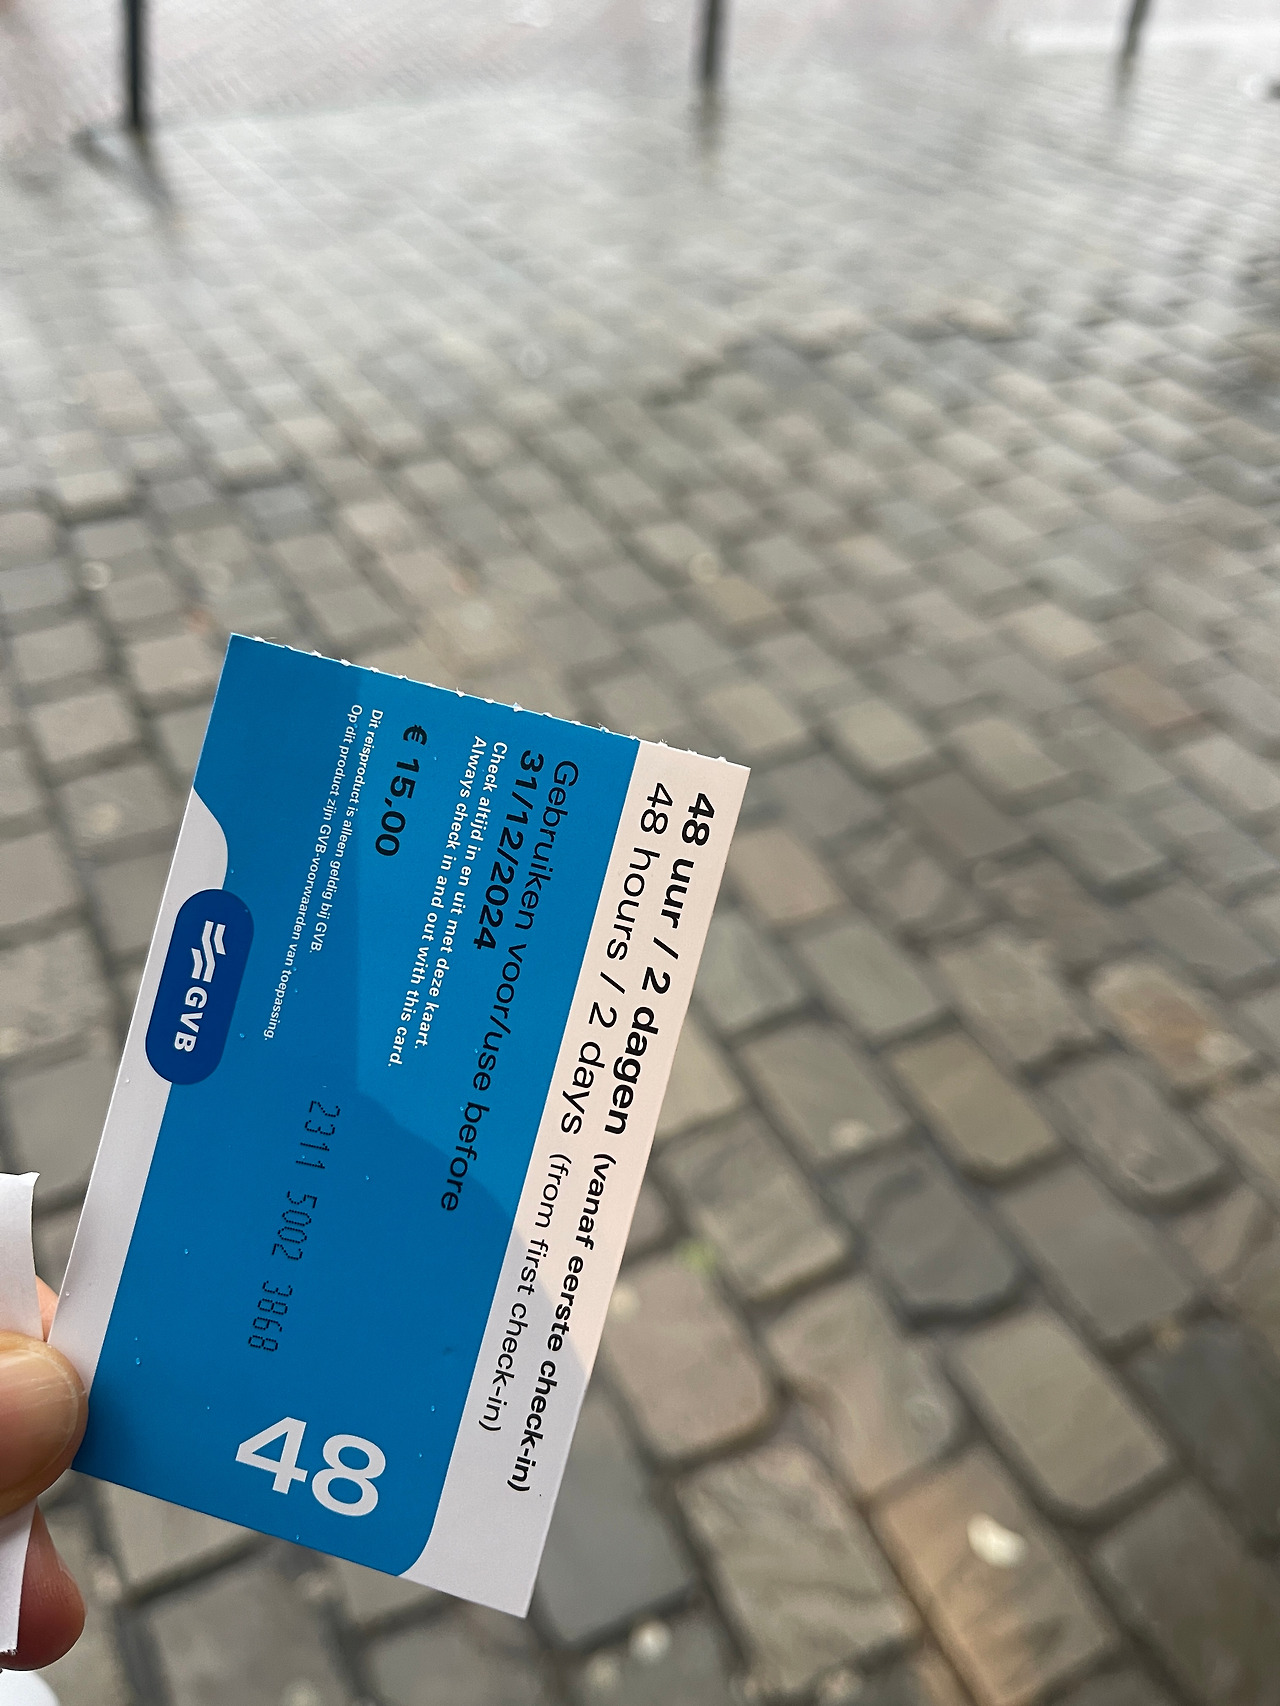 48 uur / 2 dagen (vanaf eerste check-in)
48 hours / 2 days (from first check-in)
Gebruiken voor/use before
31/12/2024
Check altijd in en uit met deze kaart.
Always check in and out with this card.
€ 15,00
Dit reisproduct is alleen geldig bij GVB.
Op dit product zijn GVB-voorwaarden van toepassing.
2311 5002 3868
GVB
48